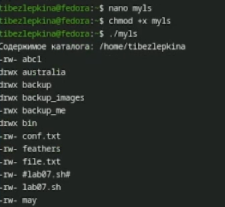 tibezlepkina@fedora:~$ nano myls
tibezlepkina@fedora:~$ chmod +x myls
tibezlepkina@fedora:~$ ./myls
Содержимое каталога: /home/tibezlepkina
-rw- abc1
drwx australia
drwx backup
drwx backup_images
-rwx backup_me
drwx bin
-rw- conf.txt
-rw- feathers
-rw- file.txt
-rw- #lab07.sh#
-rw- lab07.sh
-rw- may